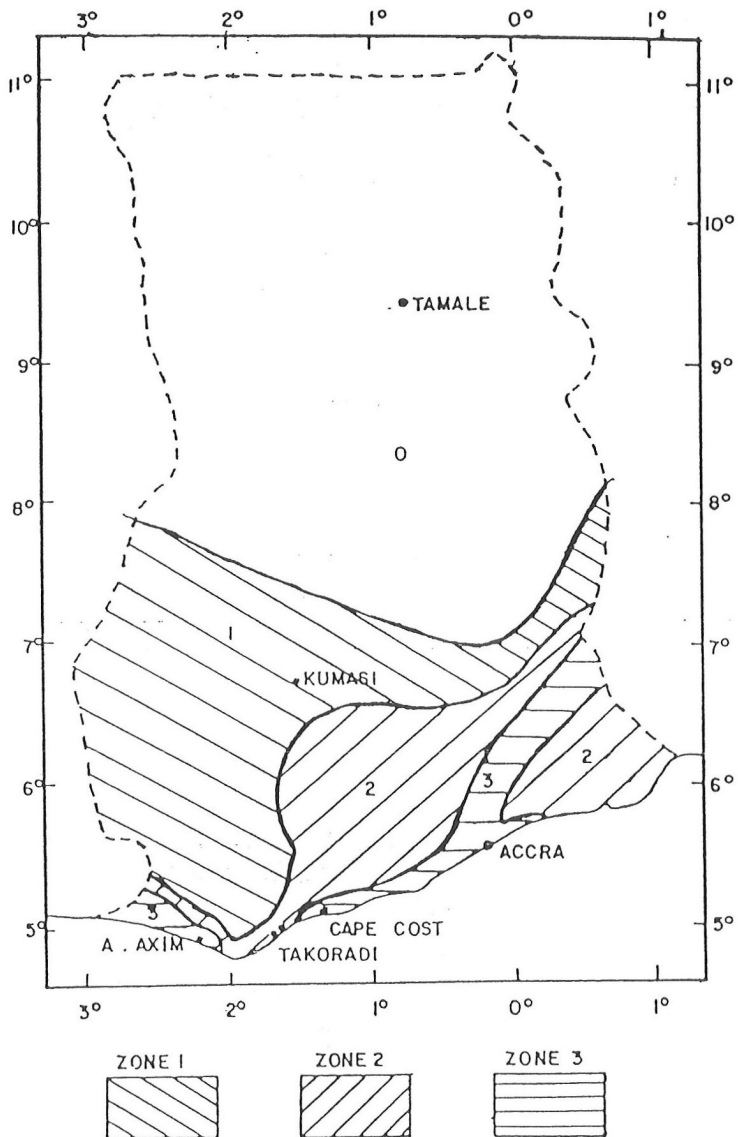 3° 2° 1° 0° 1°
11° 11°
10° 10°
TAMALE
9° 9°
0
8° 8°
1
7° 7°
KUMASI
6° 2 3 2 6°
ACCRA
3
5° CAPE COST 5°
A. AXIM TAKORADI
3° 2° 1° 0° 1°
ZONE 1 ZONE 2 ZONE 3